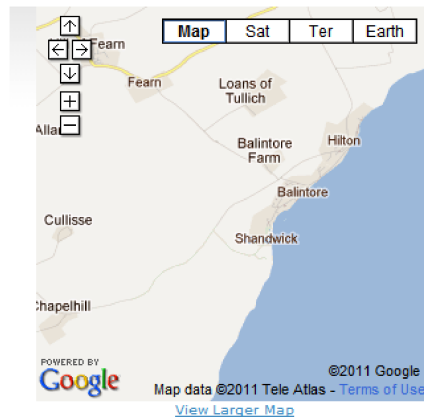 Map Sat Ter Earth
Fearn
Fearn
Loans of
Tullich
Balintore
Farm
Hilton
Balintore
Cullisse
Shandwick
Chapelhill
POWERED BY
Google
©2011 Google
Map data ©2011 Tele Atlas - Terms of Use
View Larger Map